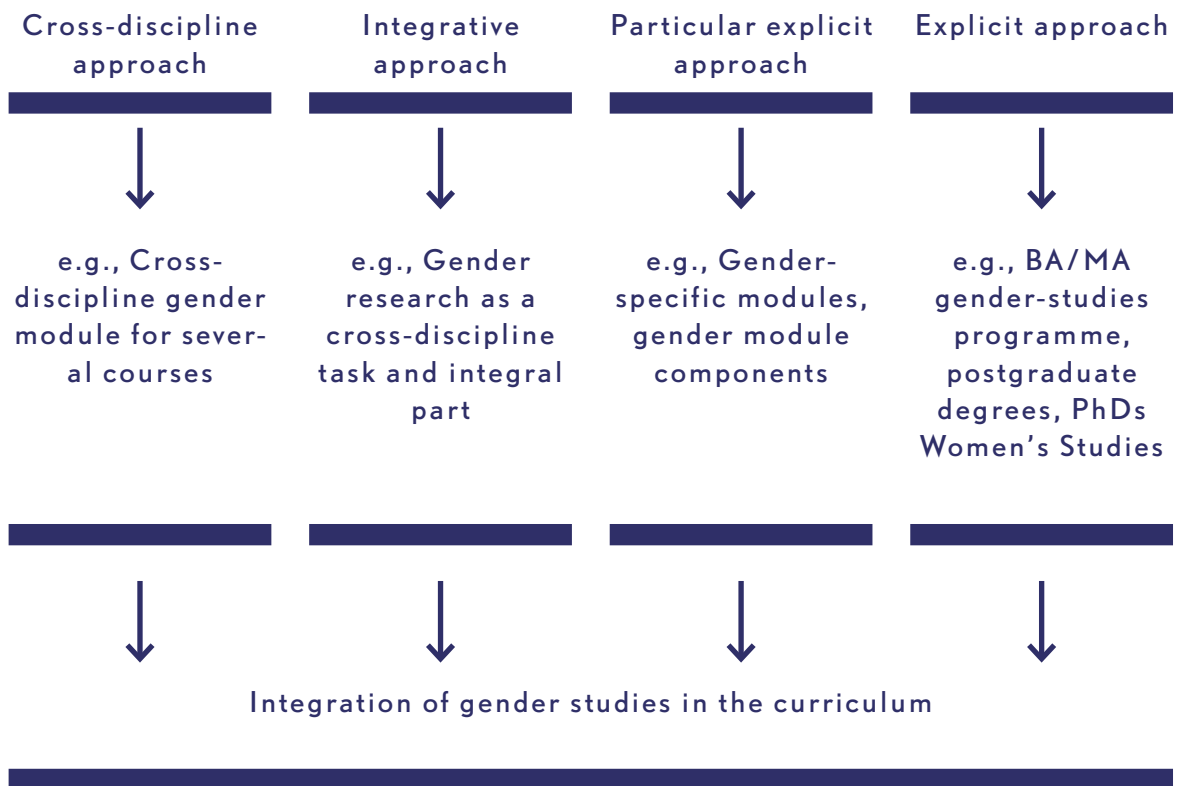 Cross-discipline
approach
Integrative
approach
Particular explicit
approach
Explicit approach
e.g., Cross-
discipline gender
module for sever-
al courses
e.g., Gender
research as a
cross-discipline
task and integral
part
e.g., Gender-
specific modules,
gender module
components
e.g., BA/MA
gender-studies
programme,
postgraduate
degrees, PhDs
Women’s Studies
Integration of gender studies in the curriculum